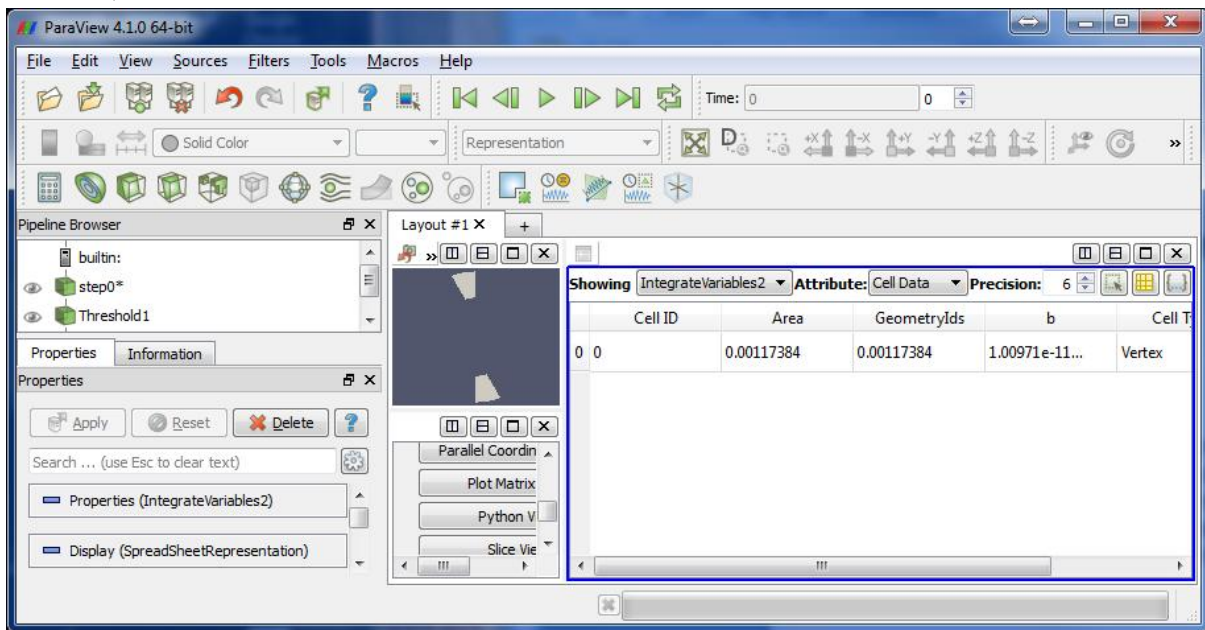 ParaView 4.1.0 64-bit
File Edit View Sources Filters Tools Macros Help
Time: 0 0
Solid Color Representation
Pipeline Browser
builtin:
step0*
Threshold1
Properties Information
Properties
Apply Reset Delete
Search ... (use Esc to clear text)
Properties (IntegrateVariables2)
Display (SpreadSheetRepresentation)
Layout #1
Parallel Coordin
Plot Matrix
Python V
Slice Vie
Showing IntegrateVariables2 Attribute: Cell Data Precision: 6
Cell ID Area GeometryIds b Cell T
0 0 0.00117384 0.00117384 1.00971e-11... Vertex